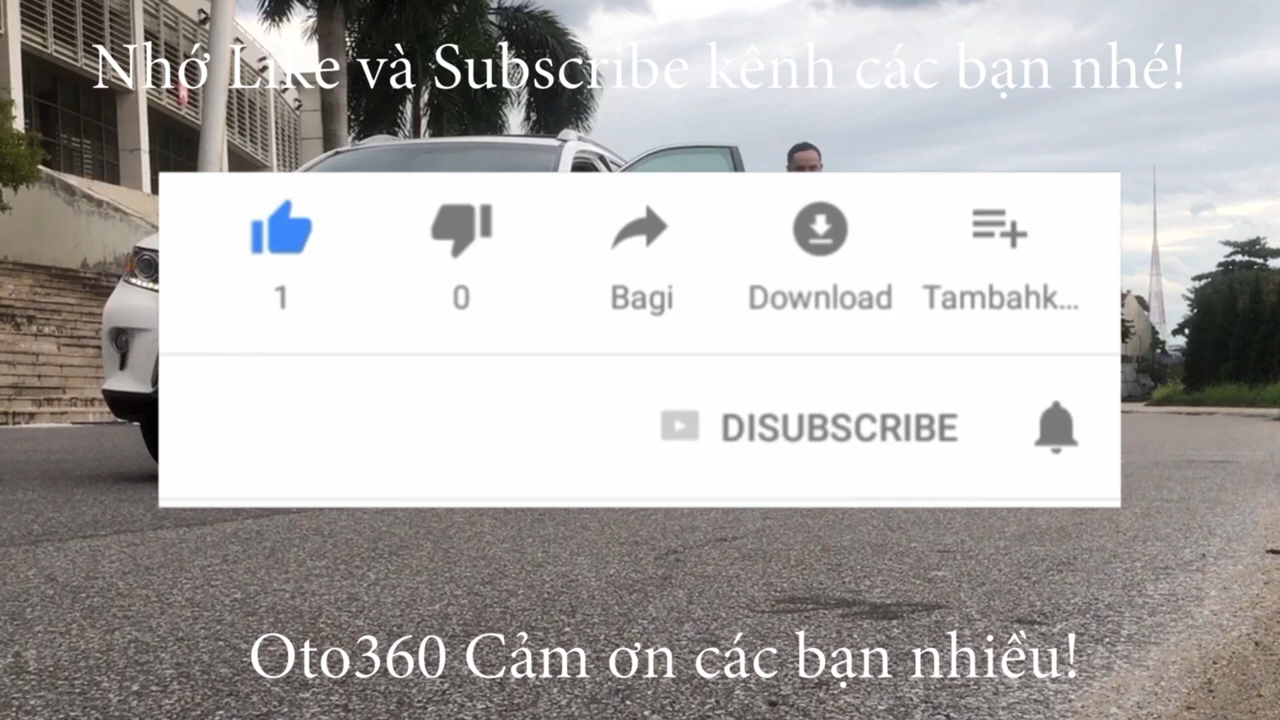 Nhớ Like và Subscribe kênh các bạn nhé!
1 0 Bagi Download Tambahk...
DISUBSCRIBE
Oto360 Cảm ơn các bạn nhiều!